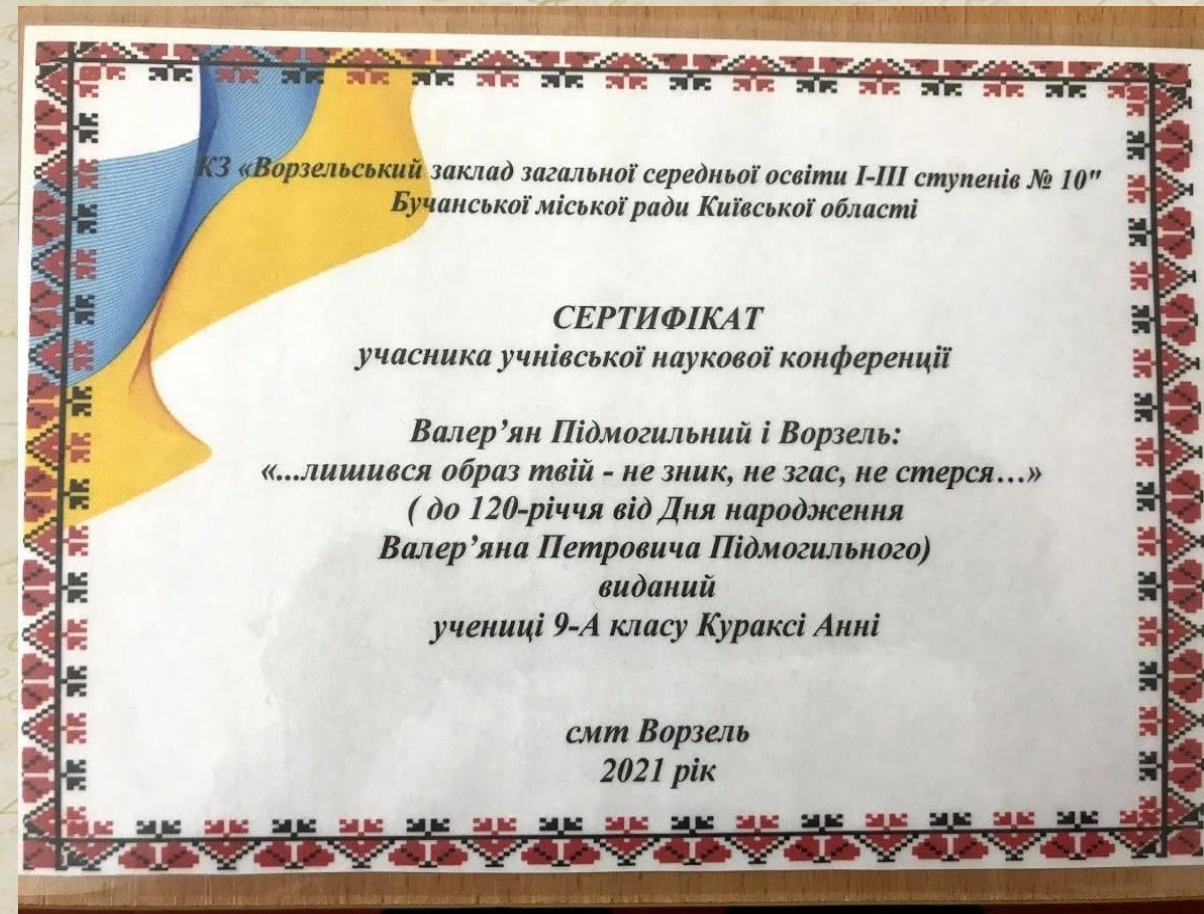 КЗ «Ворзельський заклад загальної середньої освіти І-ІІІ ступенів № 10"
Бучанської міської ради Київської області
СЕРТИФІКАТ
учасника учнівської наукової конференції
Валер’ян Підмогильний і Ворзель:
«...лишився образ твій - не зник, не згас, не стерся…»
( до 120-річчя від Дня народження
Валер’яна Петровича Підмогильного)
виданий
учениці 9-А класу Кураксі Анні
смт Ворзель
2021 рік